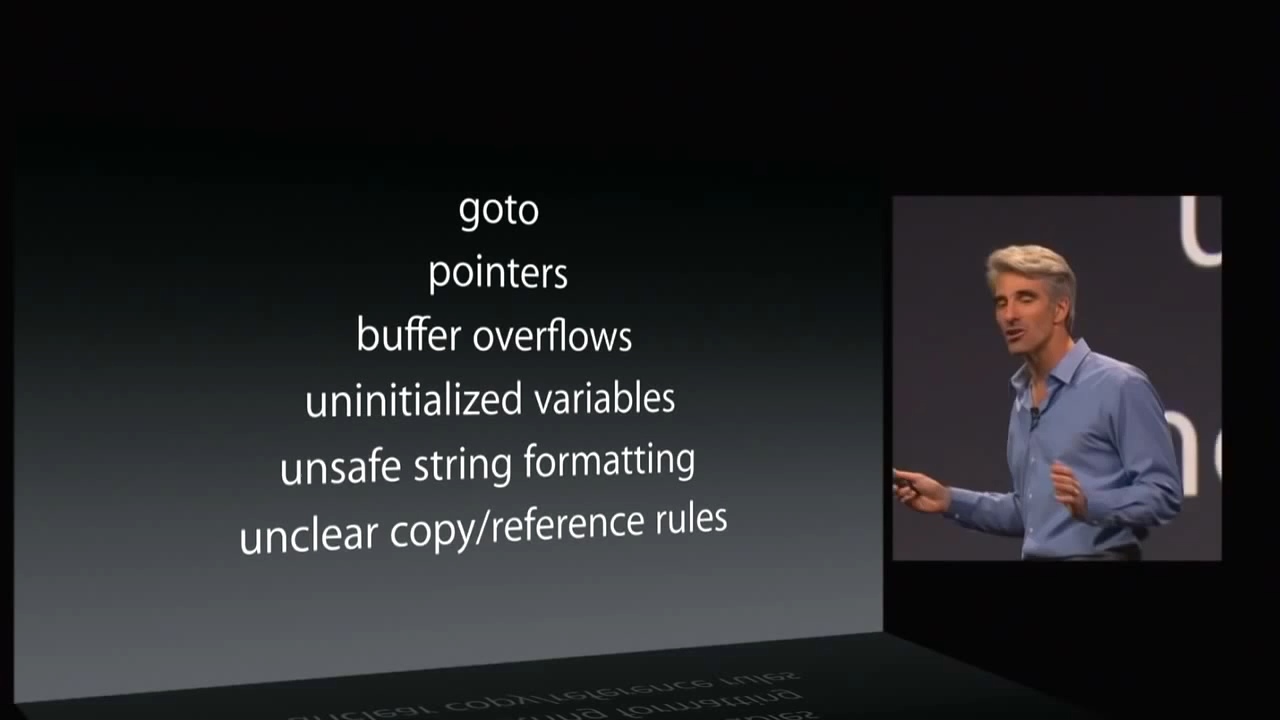 goto
pointers
buffer overflows
uninitialized variables
unsafe string formatting
unclear copy/reference rules